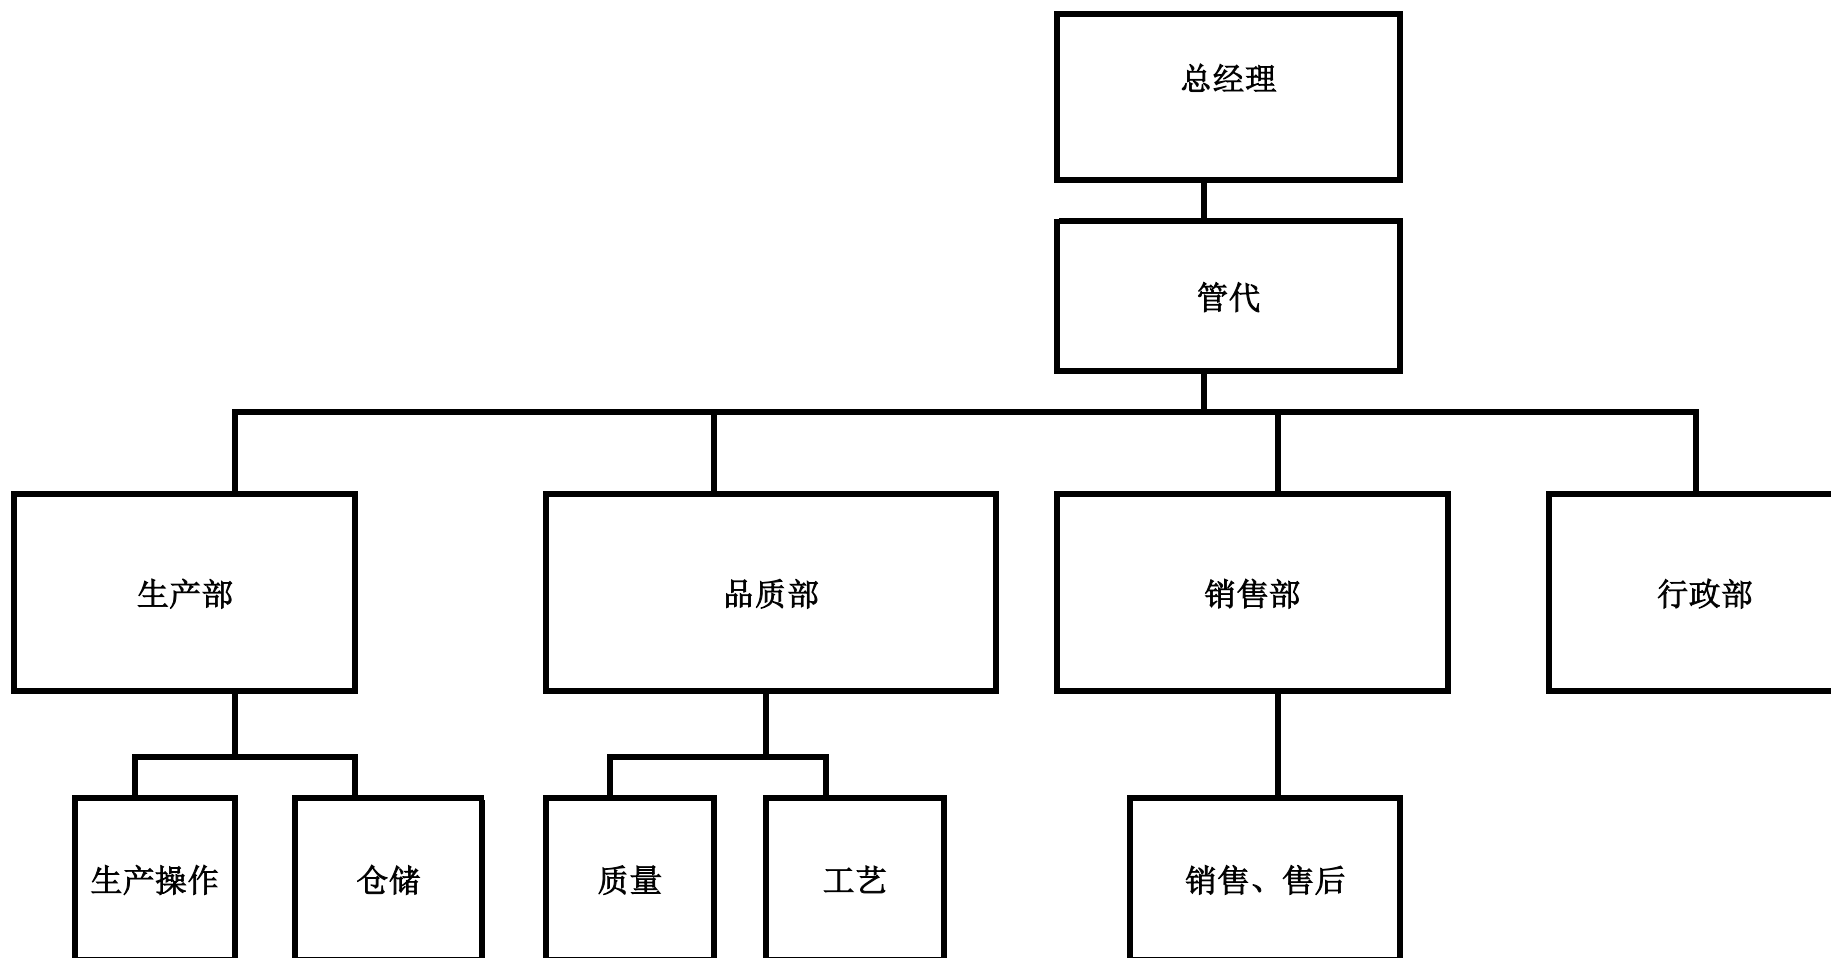 总经理
管代
生产部
品质部
销售部
行政部
生产操作
仓储
质量
工艺
销售、售后